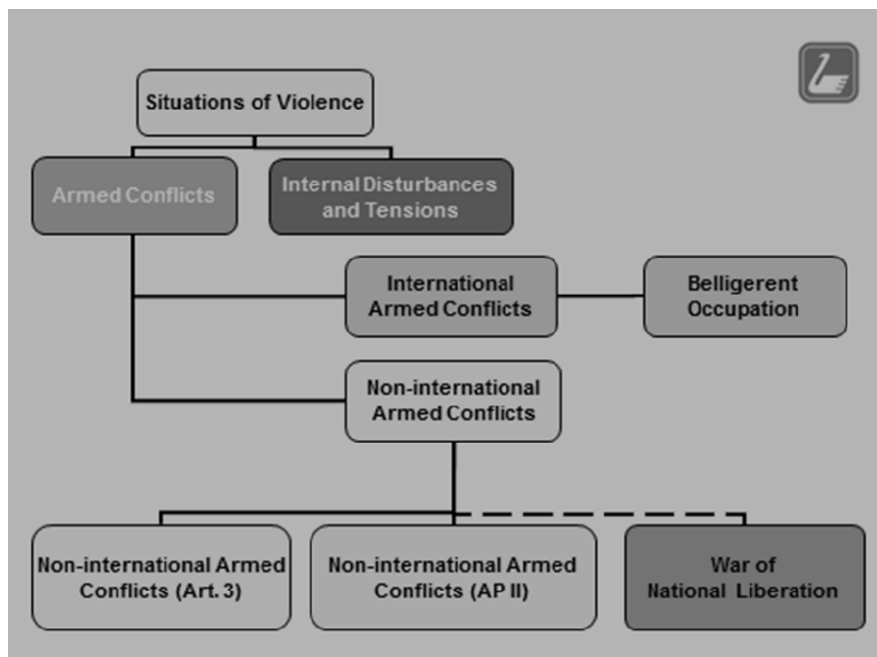 Situations of Violence
Armed Conflicts
Internal Disturbances
and Tensions
International
Armed Conflicts
Belligerent
Occupation
Non-international
Armed Conflicts
Non-international Armed
Conflicts (Art. 3)
Non-international Armed
Conflicts (AP II)
War of
National Liberation